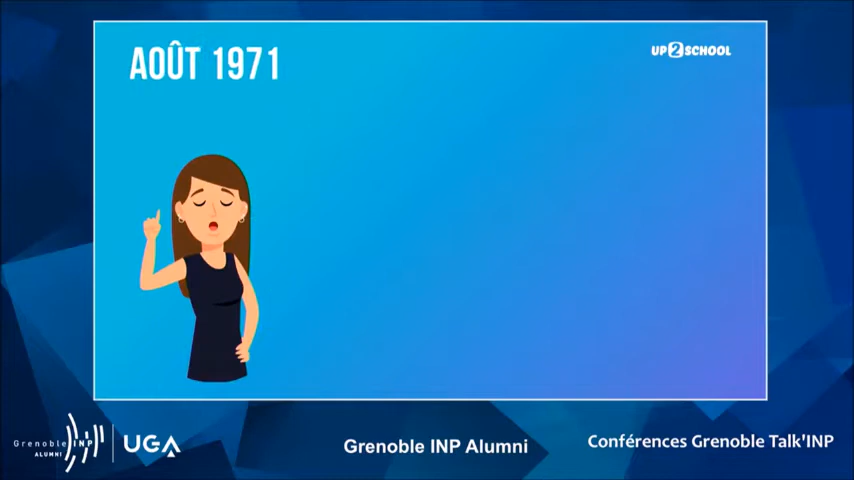 AOÛT 1971
UP2SCHOOL
Grenoble INP
ALUMNI
UGA
Grenoble INP Alumni
Conférences Grenoble Talk'INP